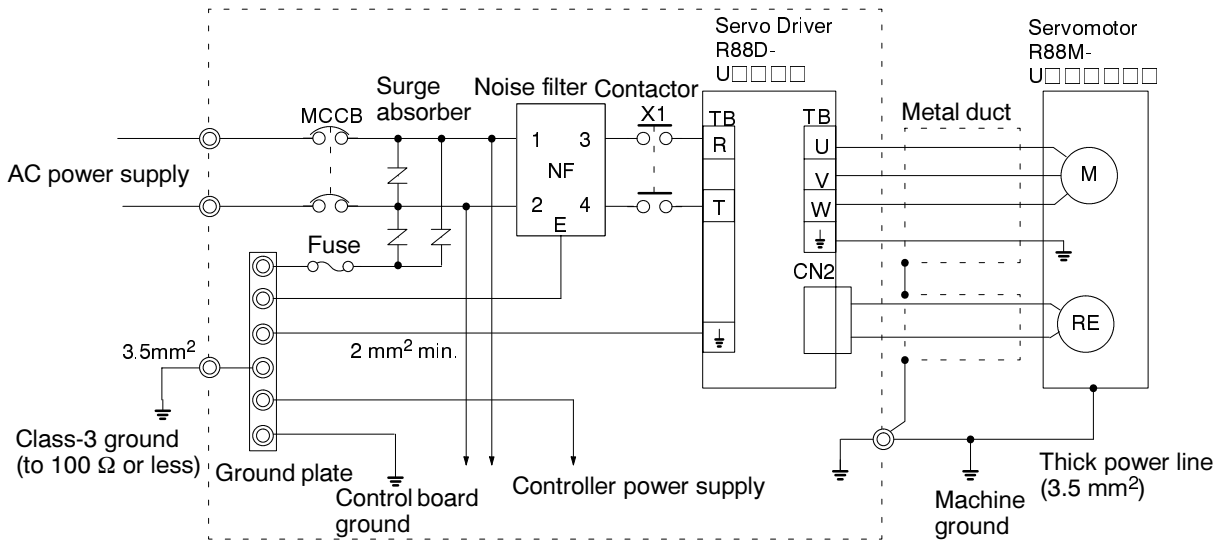 Servo Driver
R88D-
U□□□□
Servomotor
R88M-
U□□□□□□
Surge
absorber
Noise filter
Contactor
MCCB
X1
TB
TB
Metal duct
AC power supply
1
3
R
U
NF
V
M
2
4
T
W
E
Fuse
CN2
RE
3.5mm²
2 mm² min.
Class-3 ground
(to 100 Ω or less)
Ground plate
Control board
ground
Controller power supply
Machine
ground
Thick power line
(3.5 mm²)